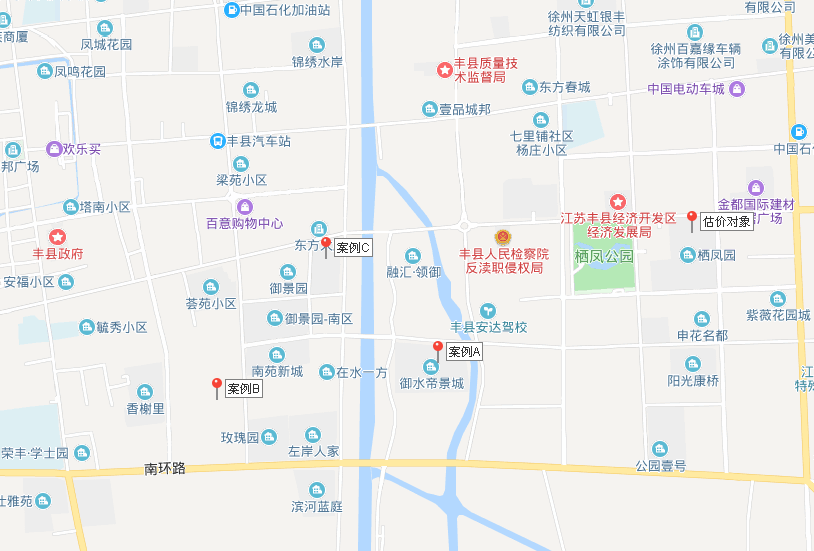 中国石化加油站
有限公司
徐州天虹银丰
纺织有限公司
商厦
凤城花园
锦绣水岸
徐州百嘉缘车辆
涂饰有限公司
徐州美
有限公
凤鸣花园
丰县质量技
术监督局
东方春城
中国电动车城
锦绣龙城
壹品城邦
七里铺社区
杨庄小区
丰县汽车站
中国石化
欢乐买
邦广场
梁苑小区
塔南小区
百意购物中心
江苏丰县经济开发区
经济发展局
金都国际建材
广场
估价对象
丰县政府
东方
案例C
丰县人民检察院
反渎职侵权局
栖凤公园
栖凤园
安福小区
荟苑小区
御景园
融汇·领御
毓秀小区
御景园-南区
丰县安达驾校
紫薇花园城
申花名都
南苑新城
在水一方
案例A
御水帝景城
阳光康桥
江
特殊
案例B
香榭里
玫瑰园
左岸人家
荣丰·学士园
南环路
公园壹号
仕雅苑
滨河蓝庭